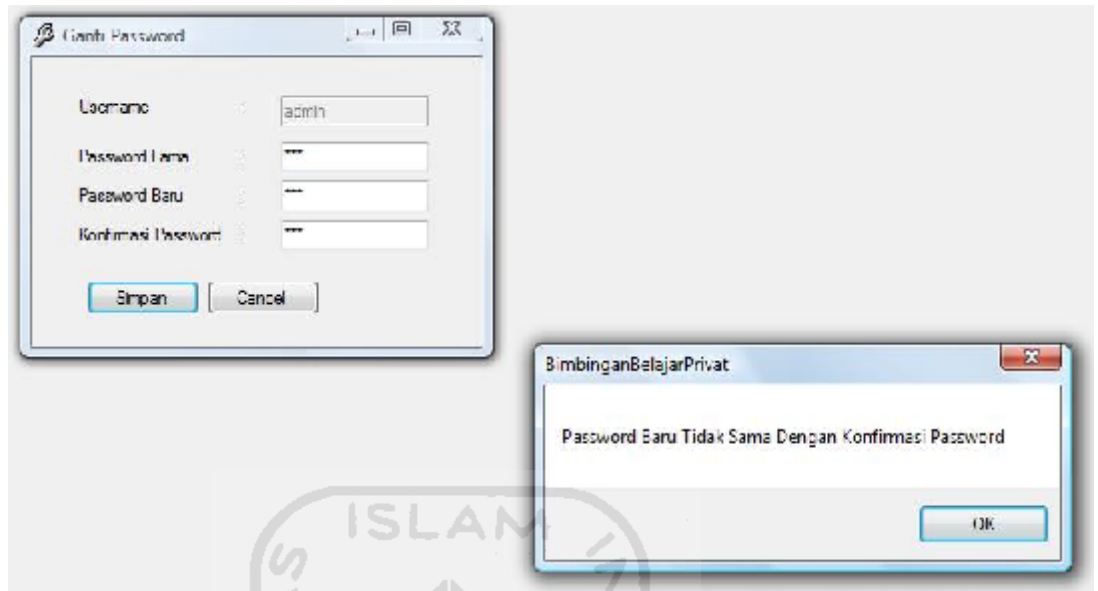 Ganti Password
Username : admin
Password Lama : ***
Password Baru : ***
Konfirmasi Password : ***
Simpan Cancel
BimbinganBelajarPrivat
Password Baru Tidak Sama Dengan Konfirmasi Password
OK
ISLAM